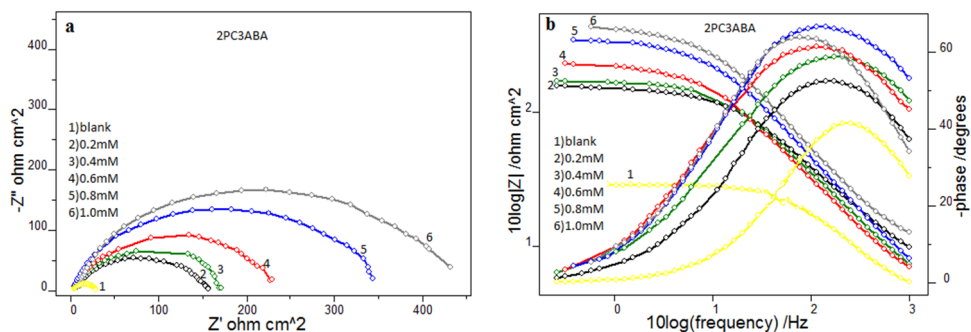 a
2PC3ABA
400
300
200
100
50
0
-Z" ohm cm^2
1)blank
2)0.2mM
3)0.4mM
4)0.6mM
5)0.8mM
6)1.0mM
1
2
3
4
5
6
0
100
200
300
400
Z' ohm cm^2
b
2PC3ABA
6
5
4
3
2
1
2
1
10log|Z| /ohm cm^2
1)blank
2)0.2mM
3)0.4mM
4)0.6mM
5)0.8mM
6)1.0mM
60
40
20
0
-phase /degrees
0
1
2
3
10log(frequency) /Hz